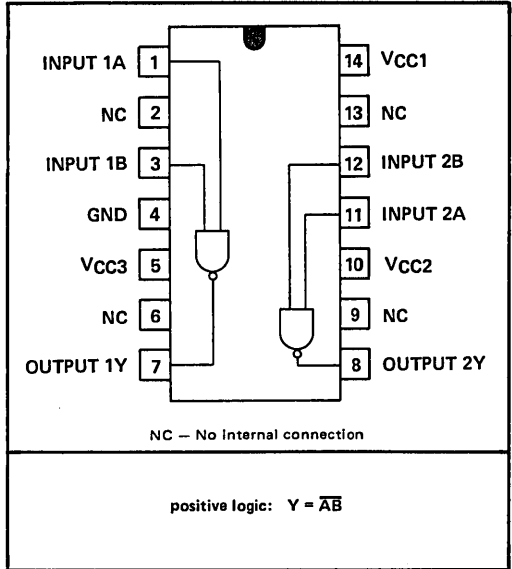 INPUT 1A 1
NC 2
INPUT 1B 3
GND 4
VCC3 5
NC 6
OUTPUT 1Y 7
14 VCC1
13 NC
12 INPUT 2B
11 INPUT 2A
10 VCC2
9 NC
8 OUTPUT 2Y
NC — No internal connection
positive logic: Y = A̅B̅